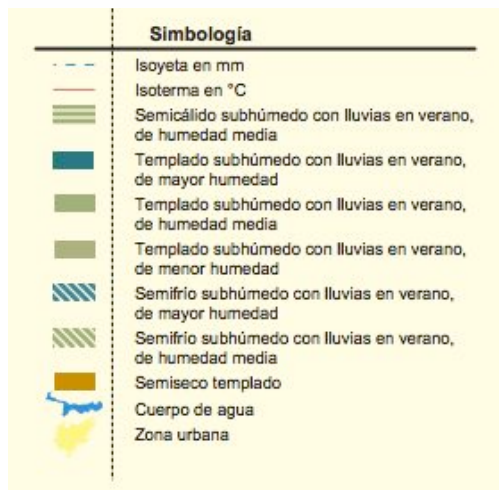 Simbología
Isoyeta en mm
Isoterma en °C
Semicálido subhúmedo con lluvias en verano,
de humedad media
Templado subhúmedo con lluvias en verano,
de mayor humedad
Templado subhúmedo con lluvias en verano,
de humedad media
Templado subhúmedo con lluvias en verano,
de menor humedad
Semifrío subhúmedo con lluvias en verano,
de mayor humedad
Semifrío subhúmedo con lluvias en verano,
de humedad media
Semiseco templado
Cuerpo de agua
Zona urbana